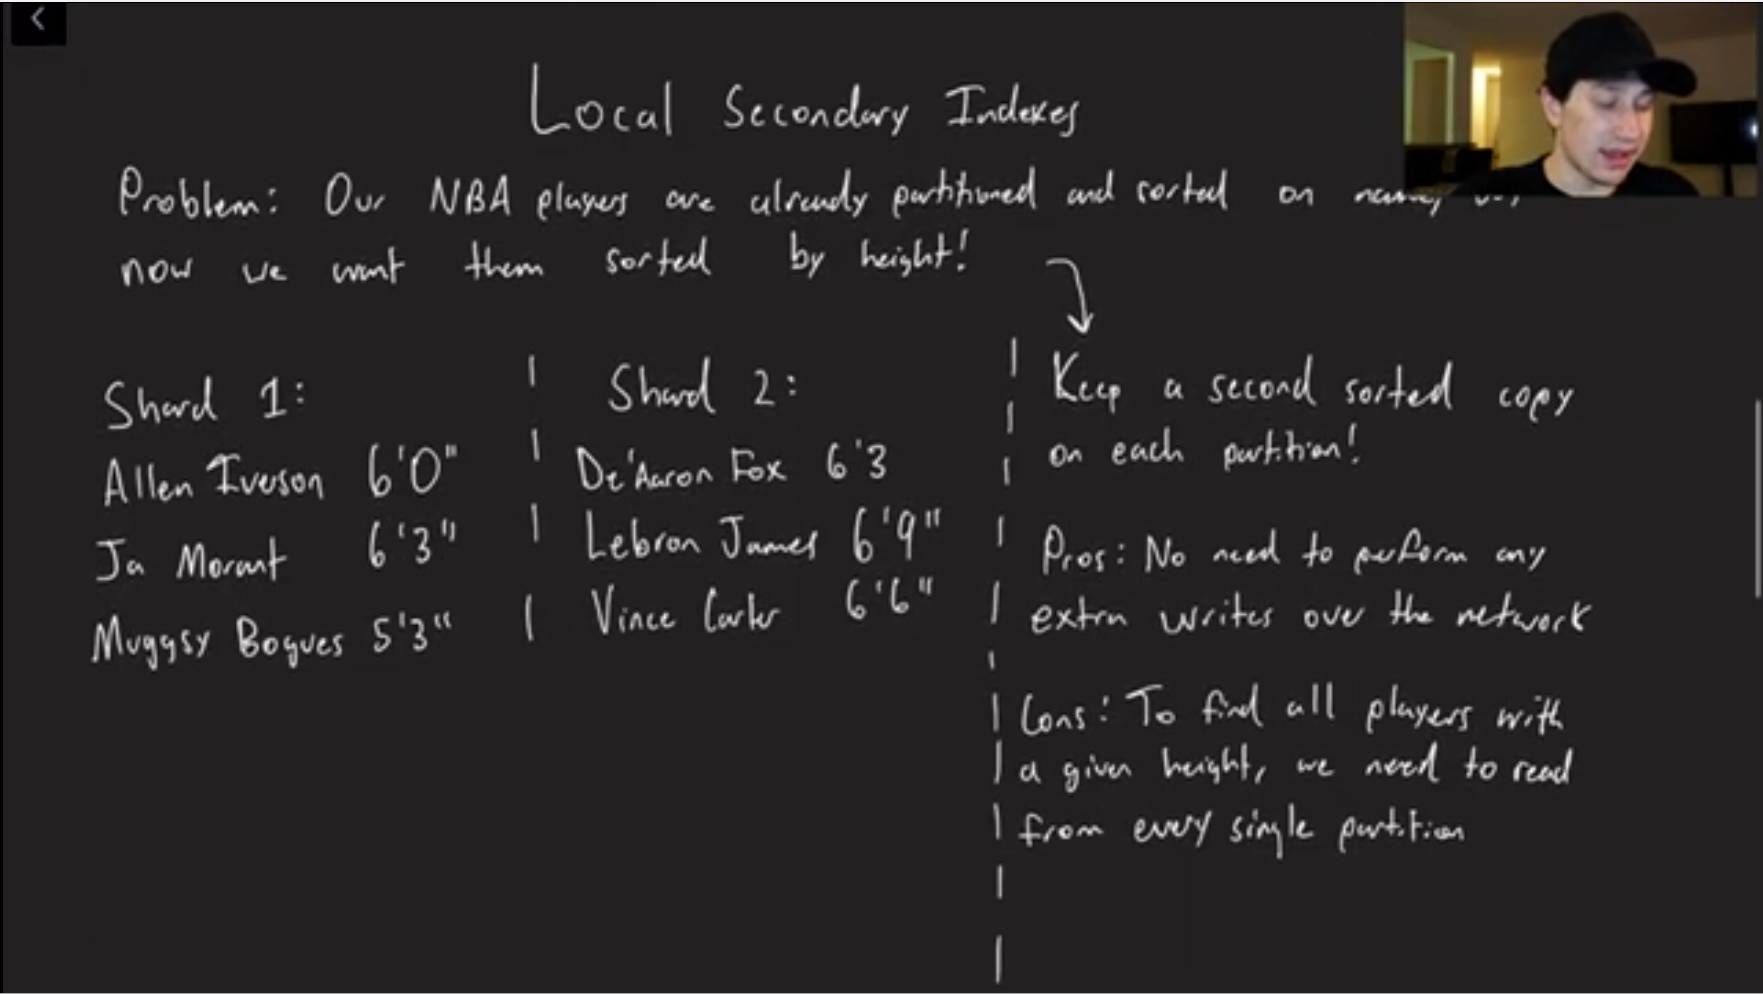 Local Secondary Indexes
Problem: Our NBA players are already partitioned and sorted on
now we want them sorted by height!
Shard 1:
Allen Iverson 6'0"
Ja Morant 6'3"
Muggsy Bogues 5'3"
Shard 2:
De'Aaron Fox 6'3
Lebron James 6'9"
Vince Carter 6'6"
Keep a second sorted copy
on each partition!
Pros: No need to perform any
extra writes over the network
Cons: To find all players with
a given height, we need to read
from every single partition